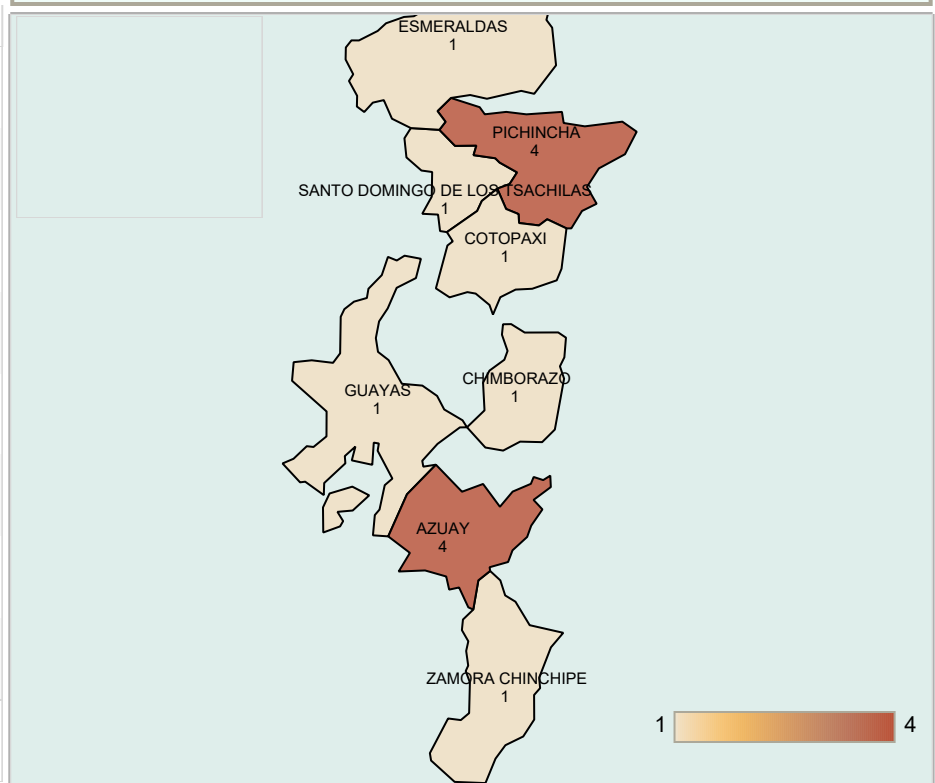 ESMERALDAS
1
PICHINCHA
4
SANTO DOMINGO DE LOS TSACHILAS
1
COTOPAXI
1
CHIMBORAZO
1
GUAYAS
1
AZUAY
4
ZAMORA CHINCHIPE
1
1 4